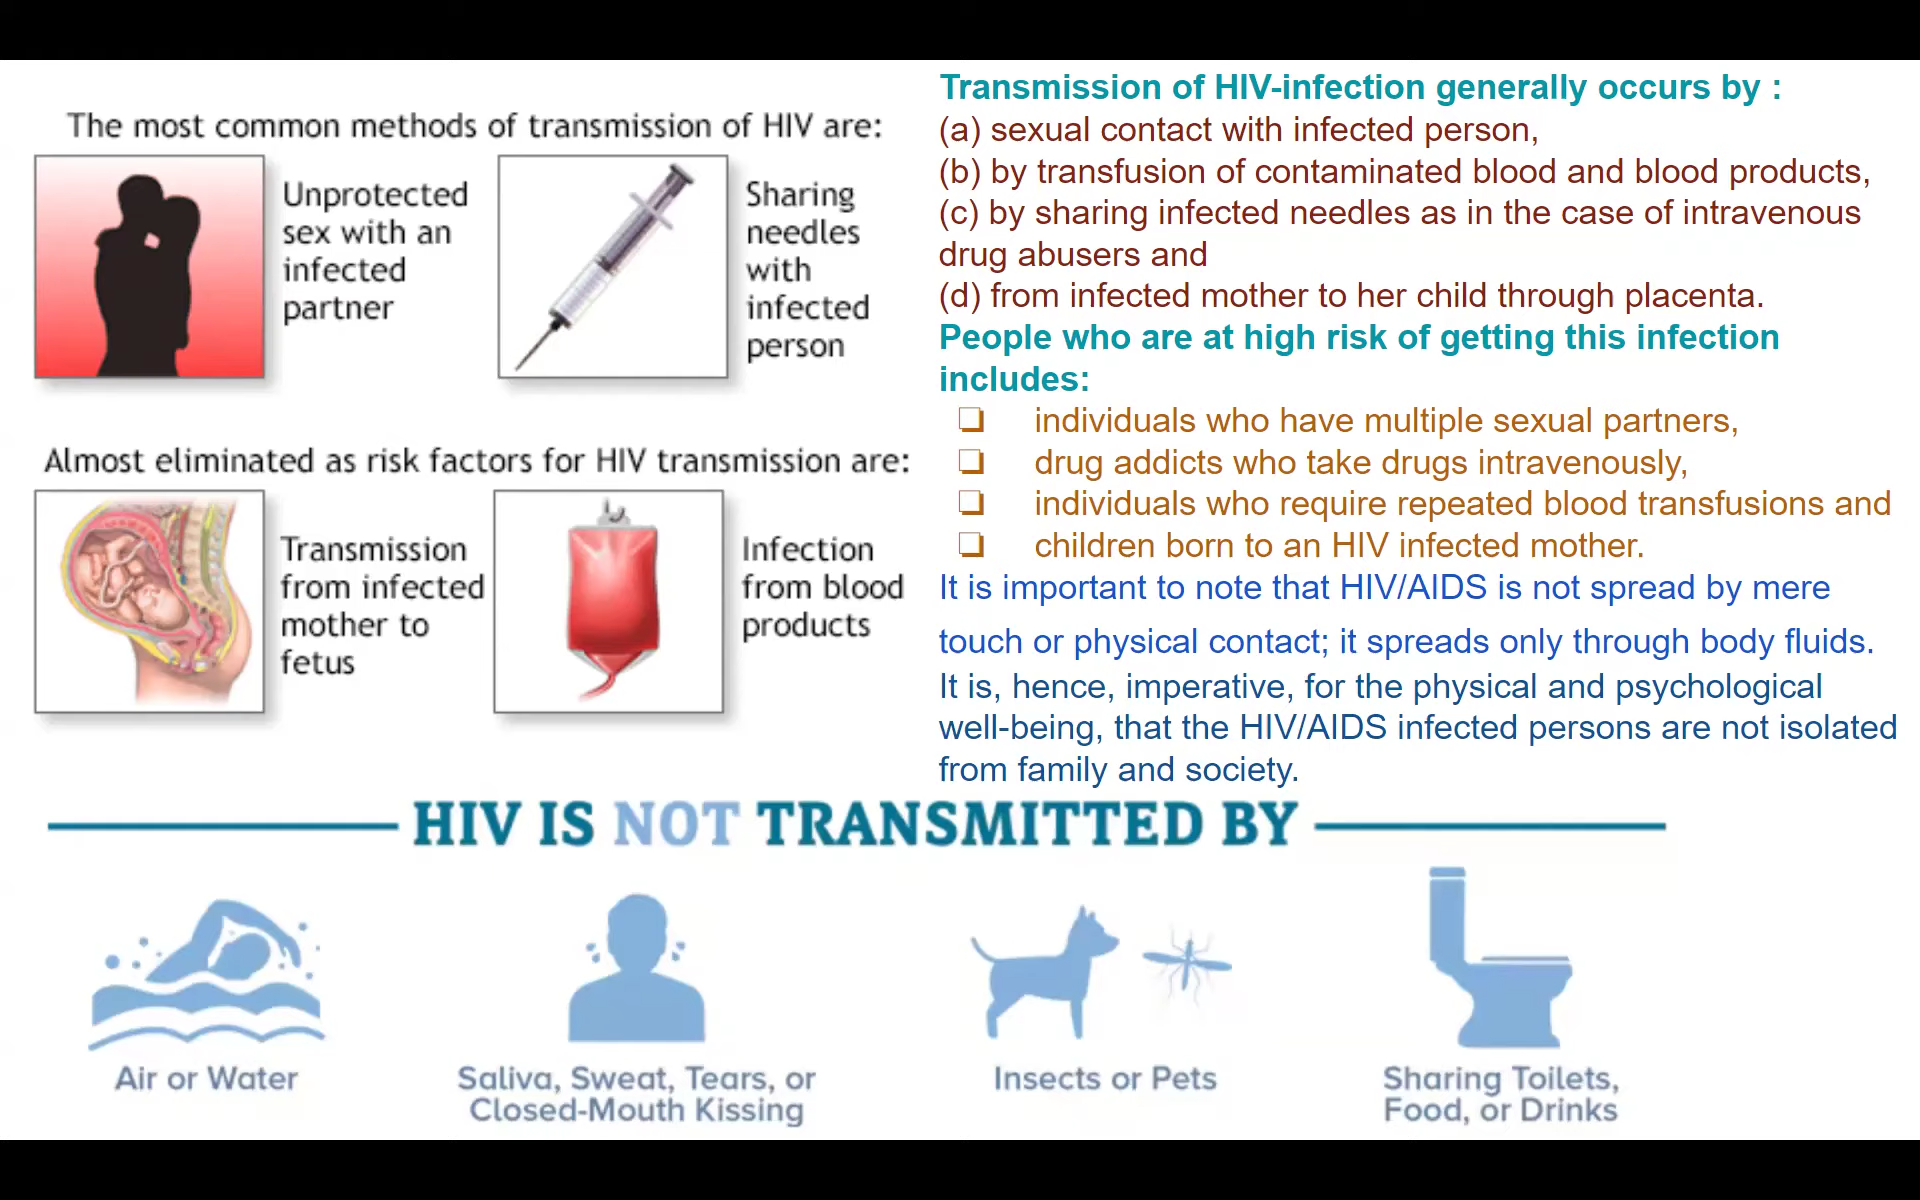 The most common methods of transmission of HIV are:
Unprotected
sex with an
infected
partner
Sharing
needles
with
infected
person
Almost eliminated as risk factors for HIV transmission are:
Transmission
from infected
mother to
fetus
Infection
from blood
products
Transmission of HIV-infection generally occurs by :
(a) sexual contact with infected person,
(b) by transfusion of contaminated blood and blood products,
(c) by sharing infected needles as in the case of intravenous
drug abusers and
(d) from infected mother to her child through placenta.
People who are at high risk of getting this infection
includes:
❏ individuals who have multiple sexual partners,
❏ drug addicts who take drugs intravenously,
❏ individuals who require repeated blood transfusions and
❏ children born to an HIV infected mother.
It is important to note that HIV/AIDS is not spread by mere
touch or physical contact; it spreads only through body fluids.
It is, hence, imperative, for the physical and psychological
well-being, that the HIV/AIDS infected persons are not isolated
from family and society.
HIV IS NOT TRANSMITTED BY
Air or Water
Saliva, Sweat, Tears, or
Closed-Mouth Kissing
Insects or Pets
Sharing Toilets,
Food, or Drinks